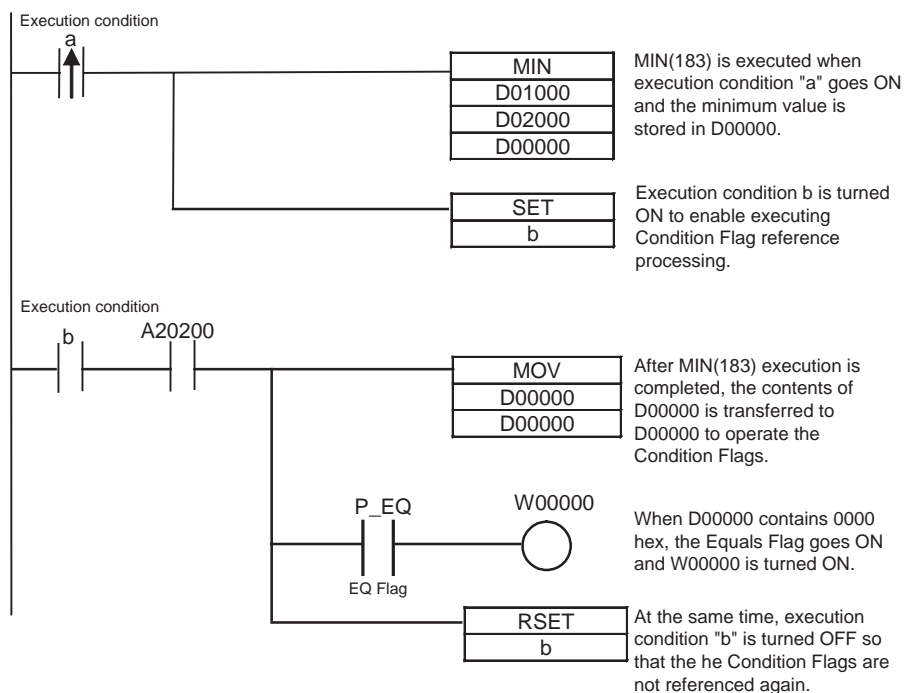 Execution condition
a
MIN
D01000
D02000
D00000
MIN(183) is executed when
execution condition "a" goes ON
and the minimum value is
stored in D00000.
SET
b
Execution condition b is turned
ON to enable executing
Condition Flag reference
processing.
Execution condition
b
A20200
MOV
D00000
D00000
After MIN(183) execution is
completed, the contents of
D00000 is transferred to
D00000 to operate the
Condition Flags.
P_EQ
EQ Flag
W00000
When D00000 contains 0000
hex, the Equals Flag goes ON
and W00000 is turned ON.
RSET
b
At the same time, execution
condition "b" is turned OFF so
that the he Condition Flags are
not referenced again.